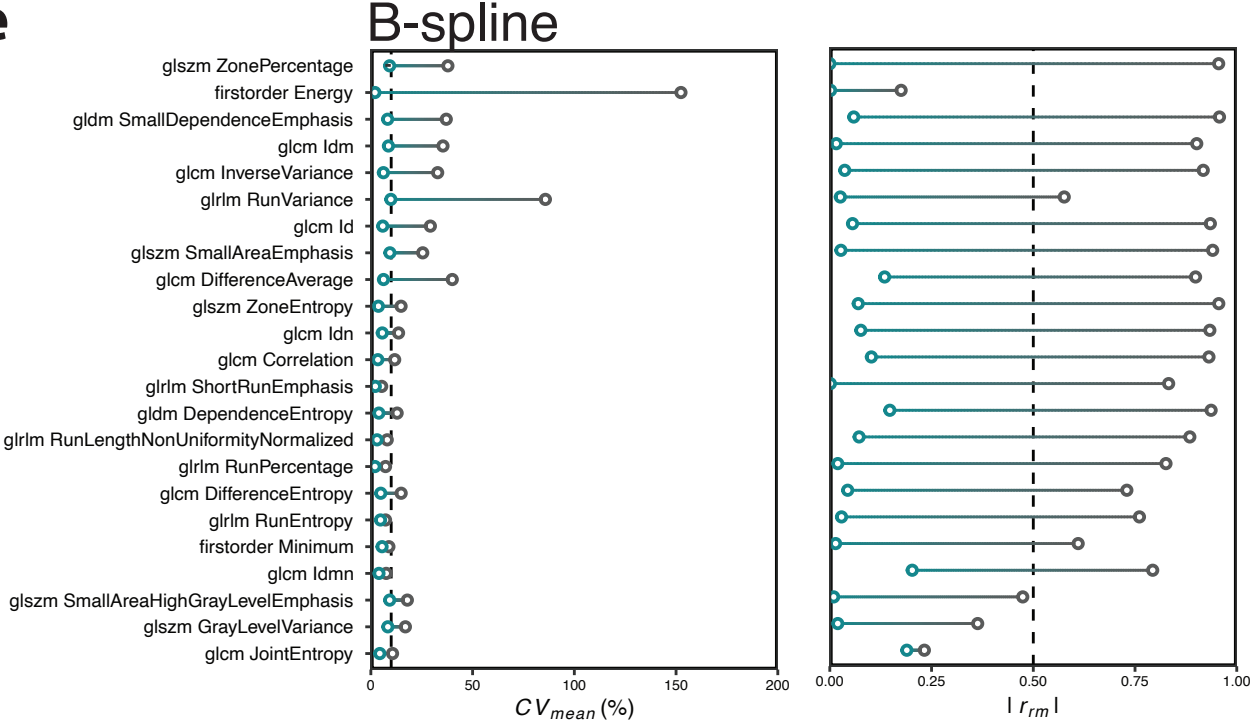 e
B-spline
glszm ZonePercentage
firstorder Energy
gldm SmallDependenceEmphasis
glcm Idm
glcm InverseVariance
glrlm RunVariance
glcm Id
glszm SmallAreaEmphasis
glcm DifferenceAverage
glszm ZoneEntropy
glcm Idn
glcm Correlation
glrlm ShortRunEmphasis
gldm DependenceEntropy
glrlm RunLengthNonUniformityNormalized
glrlm RunPercentage
glcm DifferenceEntropy
glrlm RunEntropy
firstorder Minimum
glcm Idmn
glszm SmallAreaHighGrayLevelEmphasis
glszm GrayLevelVariance
glcm JointEntropy
0 50 100 150 200
CV_mean (%)
0.00 0.25 0.50 0.75 1.00
| r_rm |